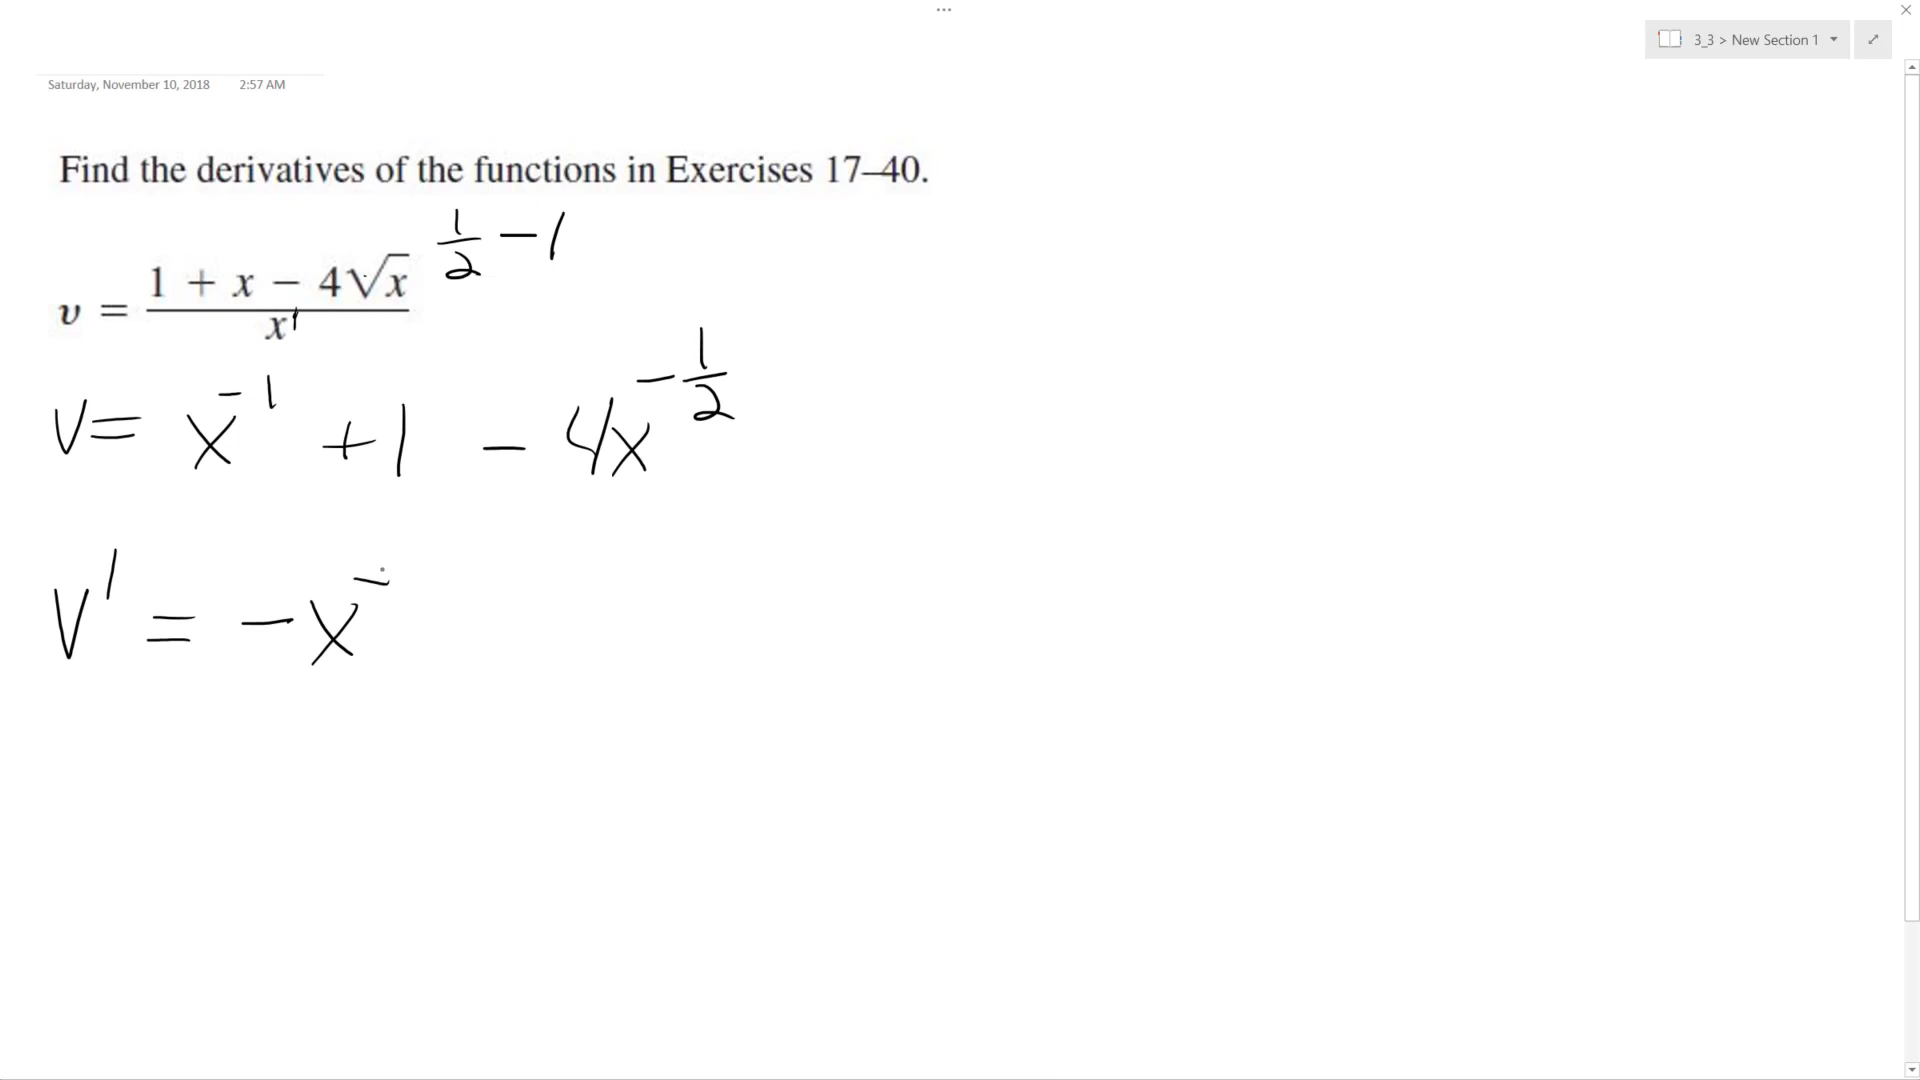 3_3 > New Section 1
Saturday, November 10, 2018 2:57 AM
Find the derivatives of the functions in Exercises 17–40.
1/2 − 1
v = (1 + x − 4√x)/x¹
v = x⁻¹ + 1 − 4x^(−1/2)
v' = −x⁻